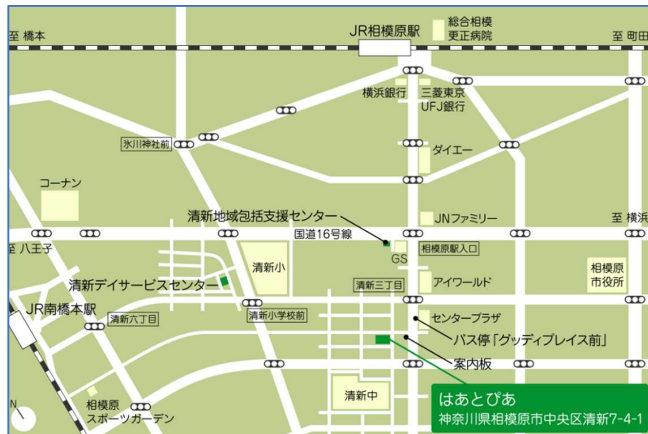 至 橋本
JR相模原駅
総合相模
更正病院
至 町田
横浜銀行
三菱東京
UFJ銀行
氷川神社前
ダイエー
コーナン
清新地域包括支援センター
JNファミリー
国道16号線
至 横浜
至 八王子
相模原駅入口
GS
清新小
清新デイサービスセンター
清新三丁目
アイワールド
相模原
市役所
JR南橋本駅
清新六丁目
清新小学校前
センタープラザ
バス停「グッディプレイス前」
案内板
清新中
はあとぴあ
神奈川県相模原市中央区清新7-4-1
相模原
スポーツガーデン
N